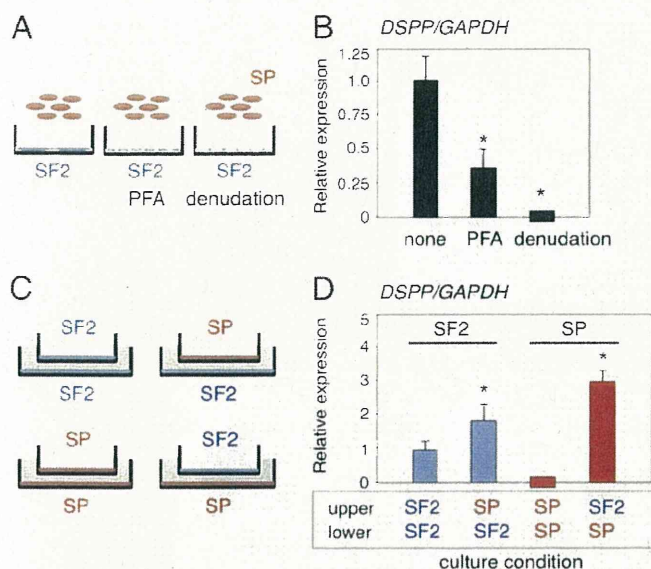 A
SP
SF2
SF2
SF2
PFA
denudation
B
DSPP/GAPDH
Relative expression
1.25
1.0
0.75
0.5
0.25
0
*
*
none
PFA
denudation
C
SF2
SP
SF2
SF2
SP
SF2
SP
SP
D
DSPP/GAPDH
SF2
SP
Relative expression
5
4
3
2
1
0
*
*
upper SF2 SP SP SF2
lower SF2 SF2 SP SP
culture condition